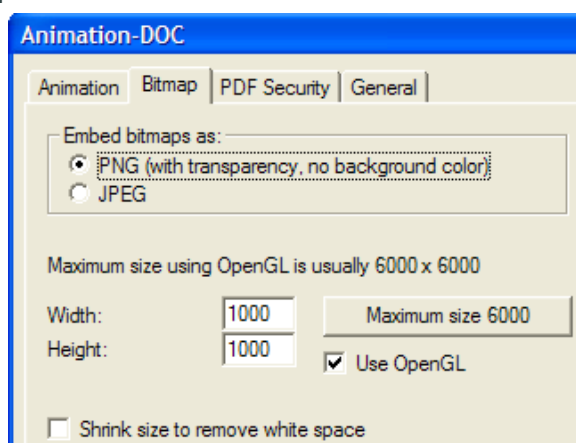 Animation-DOC
Animation Bitmap PDF Security General
Embed bitmaps as:
PNG (with transparency, no background color)
JPEG
Maximum size using OpenGL is usually 6000 x 6000
Width: 1000 Maximum size 6000
Height: 1000 Use OpenGL
Shrink size to remove white space